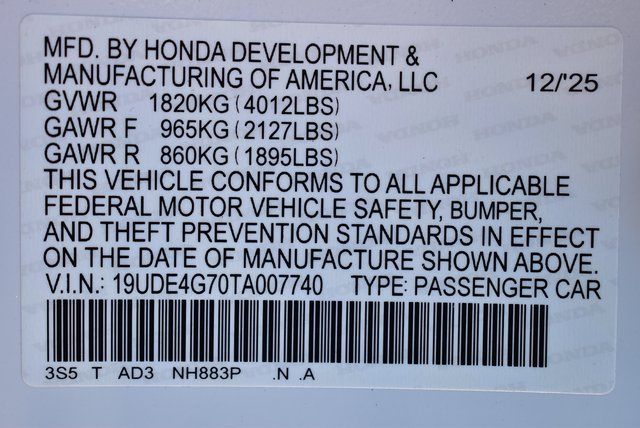 MFD. BY HONDA DEVELOPMENT &
MANUFACTURING OF AMERICA, LLC 12/'25
GVWR 1820KG (4012LBS)
GAWR F 965KG (2127LBS)
GAWR R 860KG (1895LBS)
THIS VEHICLE CONFORMS TO ALL APPLICABLE
FEDERAL MOTOR VEHICLE SAFETY, BUMPER,
AND THEFT PREVENTION STANDARDS IN EFFECT
ON THE DATE OF MANUFACTURE SHOWN ABOVE.
V.I.N.: 19UDE4G70TA007740 TYPE: PASSENGER CAR
3S5 T AD3 NH883P .N .A